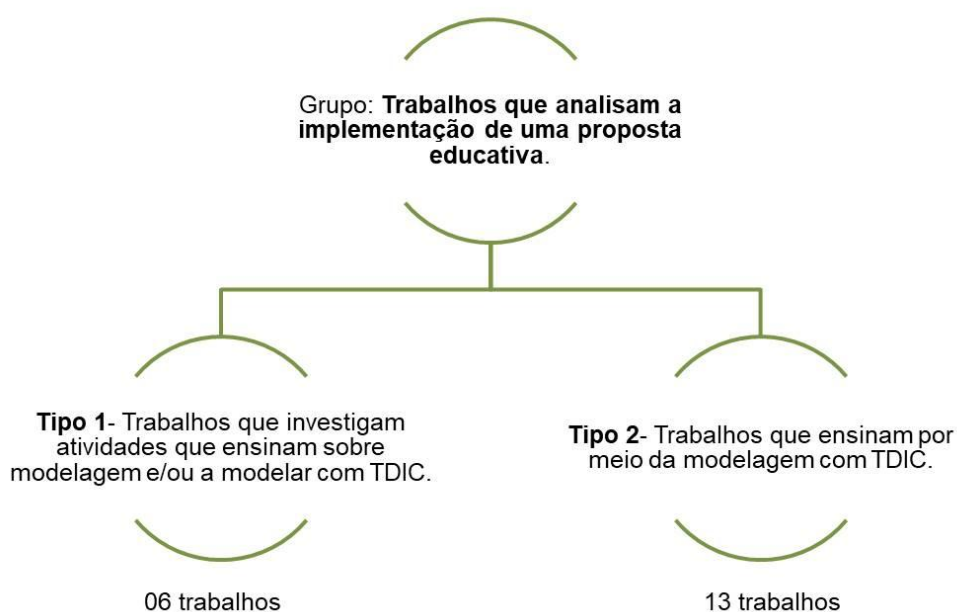 Grupo: Trabalhos que analisam a
implementação de uma proposta
educativa.
Tipo 1- Trabalhos que investigam
atividades que ensinam sobre
modelagem e/ou a modelar com TDIC.
06 trabalhos
Tipo 2- Trabalhos que ensinam por
meio da modelagem com TDIC.
13 trabalhos